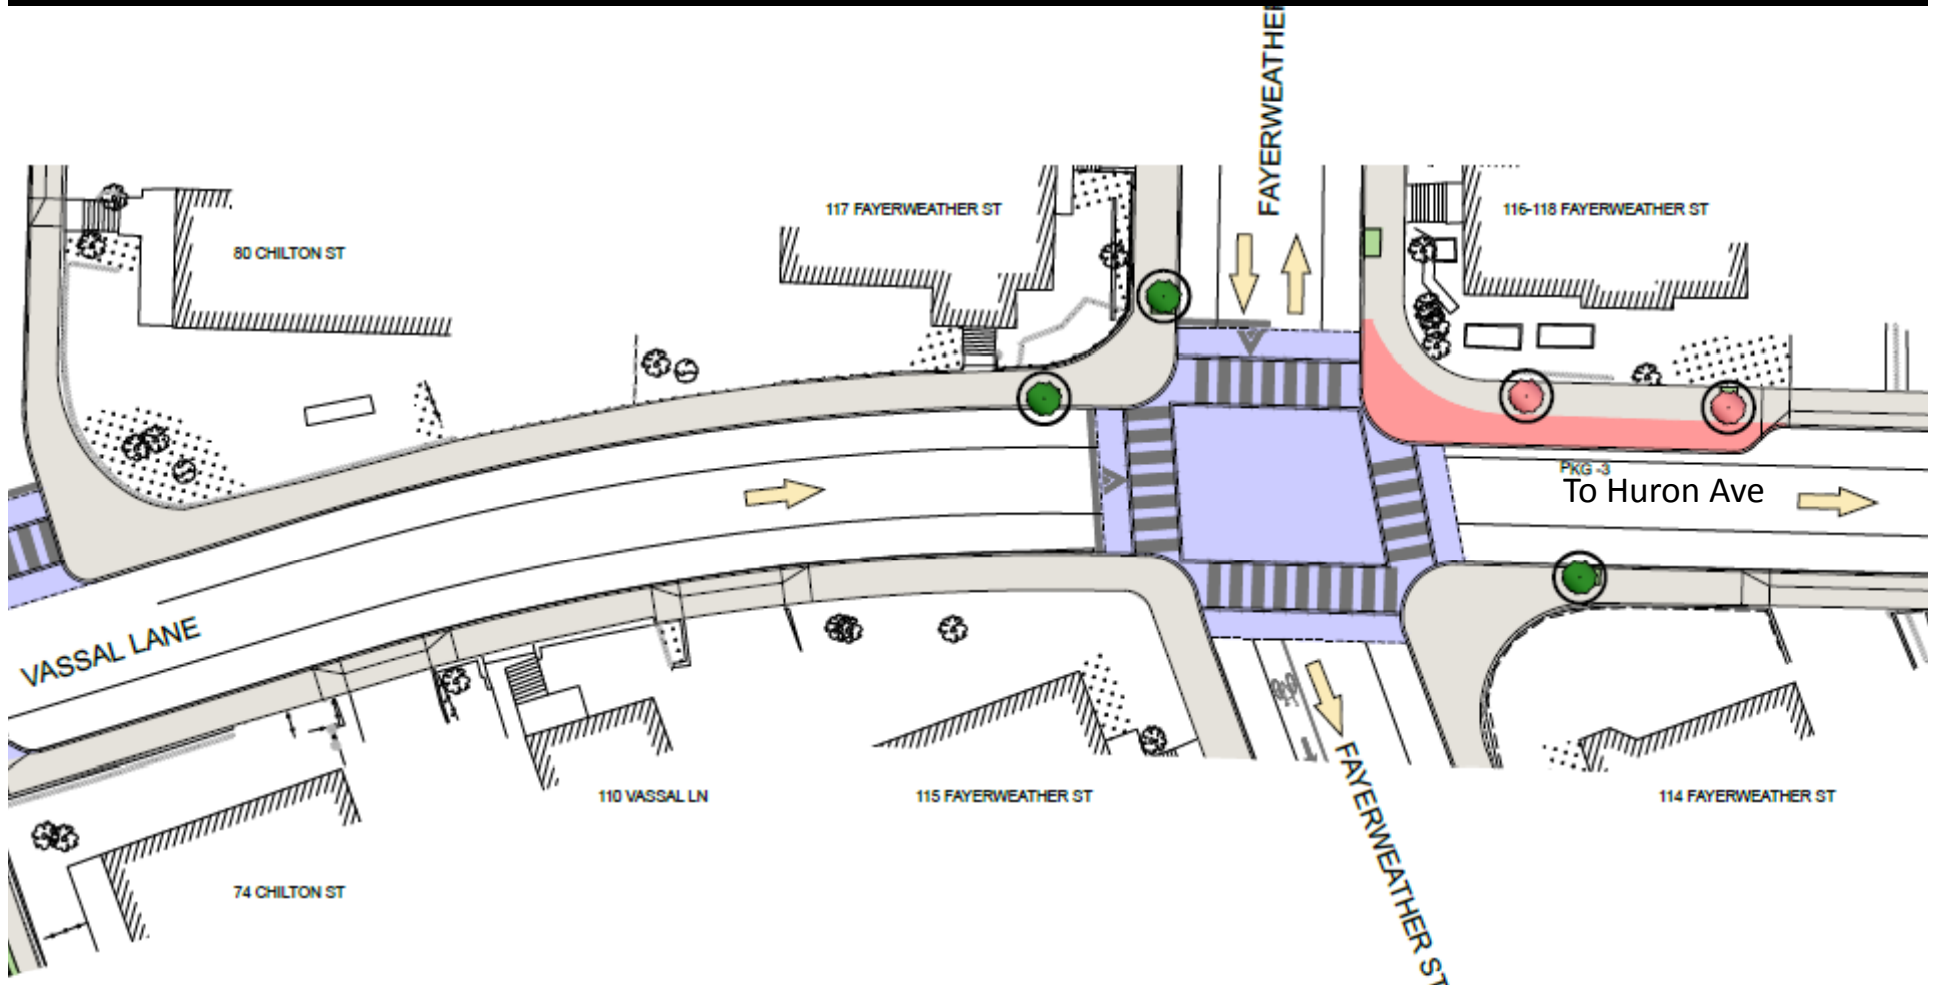 FAYERWEATHER
117 FAYERWEATHER ST
116-118 FAYERWEATHER ST
80 CHILTON ST
PKG -3
To Huron Ave
VASSAL LANE
110 VASSAL LN
115 FAYERWEATHER ST
FAYERWEATHER ST
114 FAYERWEATHER ST
74 CHILTON ST